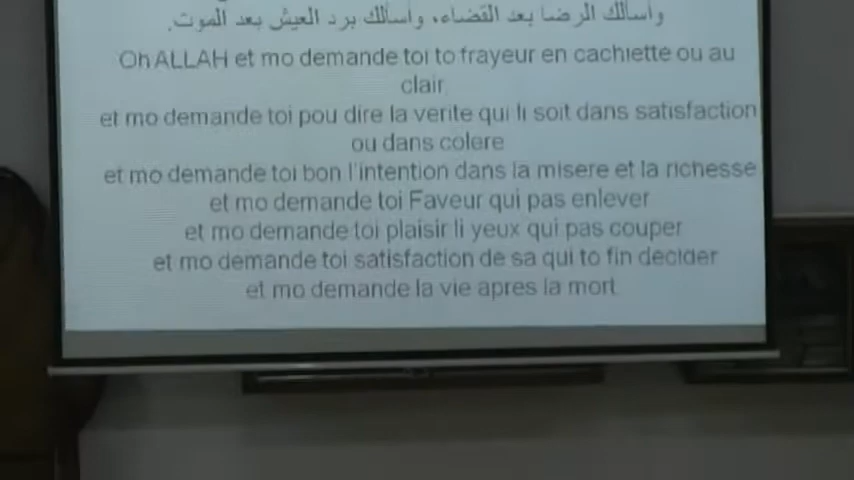 وأسألك الرضا بعد القضاء، وأسألك برد العيش بعد الموت.
Oh ALLAH et mo demande toi to frayeur en cachiette ou au
clair
et mo demande toi pou dire la verite qui li soit dans satisfaction
ou dans colere
et mo demande toi bon l'intention dans la misere et la richesse
et mo demande toi Faveur qui pas enlever
et mo demande toi plaisir li yeux qui pas couper
et mo demande toi satisfaction de sa qui to fin decider
et mo demande la vie apres la mort